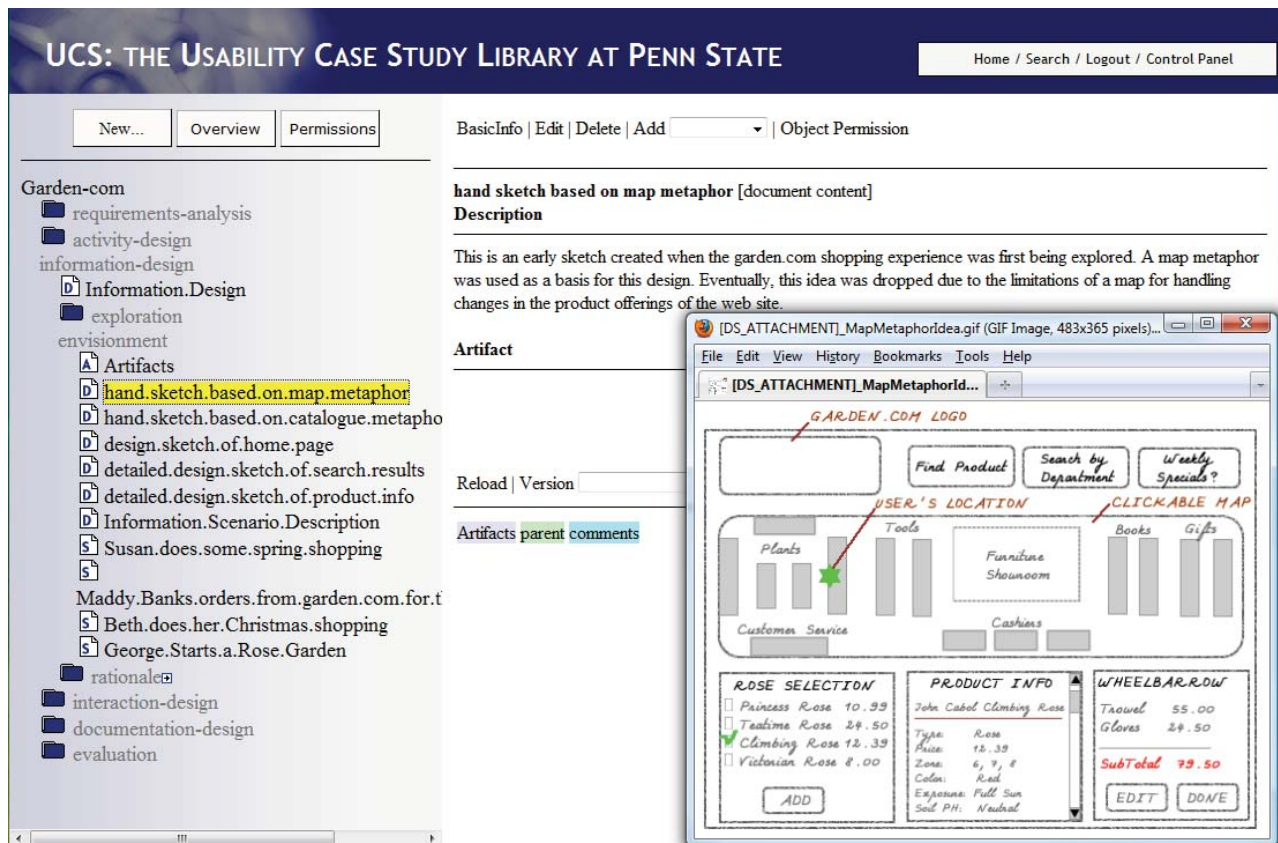 UCS: THE USABILITY CASE STUDY LIBRARY AT PENN STATE
Home / Search / Logout / Control Panel
New...
Overview
Permissions
Garden-com
requirements-analysis
activity-design
information-design
Information.Design
exploration
envisionment
Artifacts
hand.sketch.based.on.map.metaphor
hand.sketch.based.on.catalogue.metapho
design.sketch.of.home.page
detailed.design.sketch.of.search.results
detailed.design.sketch.of.product.info
Information.Scenario.Description
Susan.does.some.spring.shopping
Maddy.Banks.orders.from.garden.com.for.t
Beth.does.her.Christmas.shopping
George.Starts.a.Rose.Garden
rationale
interaction-design
documentation-design
evaluation
BasicInfo | Edit | Delete | Add | Object Permission
hand sketch based on map metaphor [document content]
Description
This is an early sketch created when the garden.com shopping experience was first being explored. A map metaphor
was used as a basis for this design. Eventually, this idea was dropped due to the limitations of a map for handling
changes in the product offerings of the web site.
Artifact
Reload | Version
Artifacts parent comments
[DS_ATTACHMENT]_MapMetaphorIdea.gif (GIF Image, 483x365 pixels)...
File Edit View History Bookmarks Tools Help
[DS_ATTACHMENT]_MapMetaphorId...
GARDEN.COM LOGO
Find Product
Search by
Department
Weekly
Specials?
USER'S LOCATION
CLICKABLE MAP
Plants
Tools
Furniture
Showroom
Books
Gifts
Customer Service
Cashiers
ROSE SELECTION
Princess Rose 10.99
Teatime Rose 24.50
Climbing Rose 12.39
Victorian Rose 8.00
ADD
PRODUCT INFO
John Cabol Climbing Rose
Type: Rose
Price: 12.39
Zone: 6, 7, 8
Color: Red
Exposure: Full Sun
Soil PH: Neutral
WHEELBARROW
Trowel 55.00
Gloves 24.50
SubTotal 79.50
EDIT
DONE